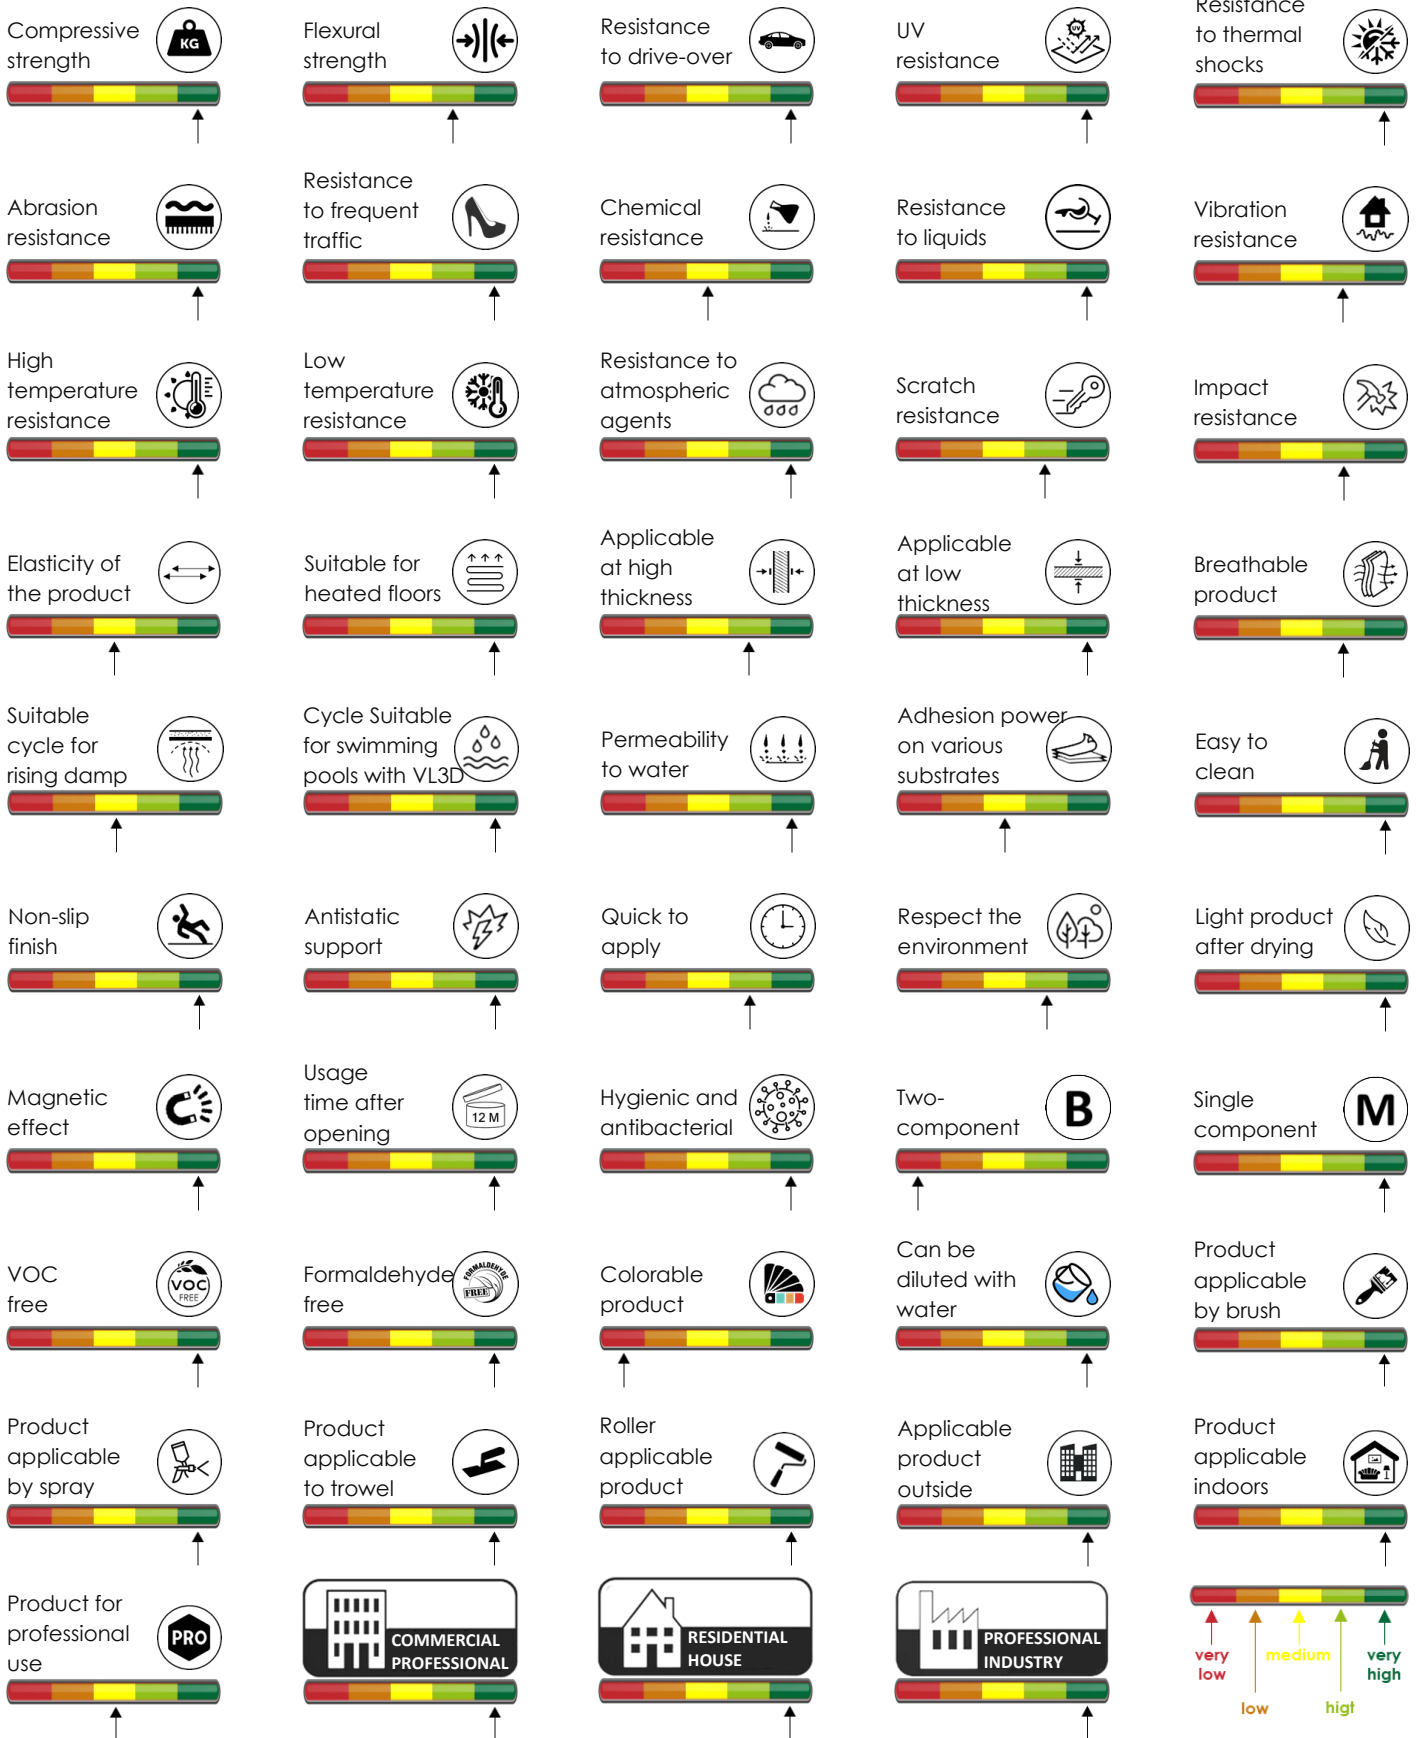 Compressive
strength
KG
Flexural
strength
Resistance
to drive-over
UV
resistance
UV
Resistance
to thermal
shocks
Abrasion
resistance
Resistance
to frequent
traffic
Chemical
resistance
Resistance
to liquids
Vibration
resistance
High
temperature
resistance
Low
temperature
resistance
Resistance to
atmospheric
agents
Scratch
resistance
Impact
resistance
Elasticity of
the product
Suitable for
heated floors
Applicable
at high
thickness
Applicable
at low
thickness
Breathable
product
Suitable
cycle for
rising damp
Cycle Suitable
for swimming
pools with VL3D
Permeability
to water
Adhesion power
on various
substrates
Easy to
clean
Non-slip
finish
Antistatic
support
Quick to
apply
Respect the
environment
Light product
after drying
Magnetic
effect
Usage
time after
opening
12 M
Hygienic and
antibacterial
Two-
component
B
Single
component
M
VOC
free
VOC
FREE
Formaldehyde
free
FORMALDEHYDE
FREE
Colorable
product
Can be
diluted with
water
Product
applicable
by brush
Product
applicable
by spray
Product
applicable
to trowel
Roller
applicable
product
Applicable
product
outside
Product
applicable
indoors
Product for
professional
use
PRO
COMMERCIAL
PROFESSIONAL
RESIDENTIAL
HOUSE
PROFESSIONAL
INDUSTRY
very
low
low
medium
higt
very
high